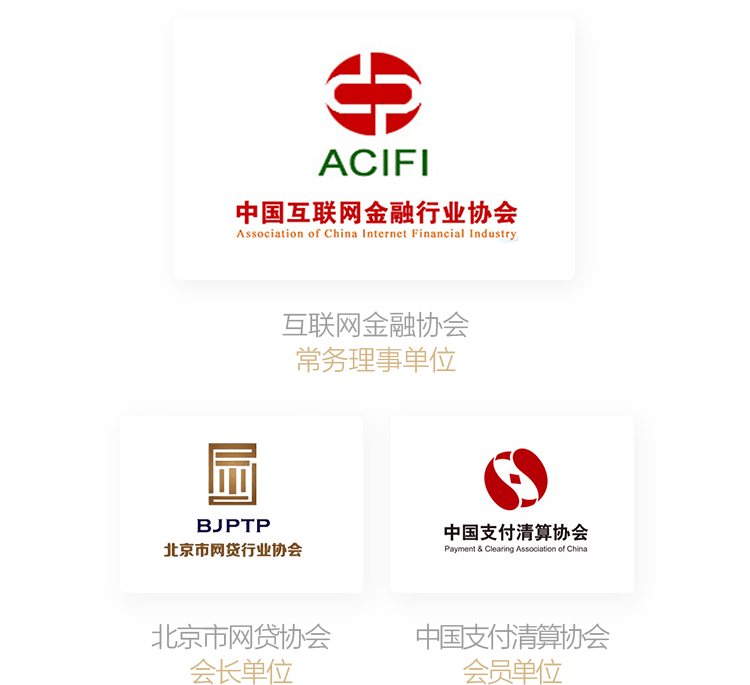 ACIFI
中国互联网金融行业协会
Association of China Internet Financial Industry
互联网金融协会
常务理事单位
BJPTP
北京市网贷行业协会
中国支付清算协会
Payment & Clearing Association of China
北京市网贷协会
会长单位
中国支付清算协会
会员单位